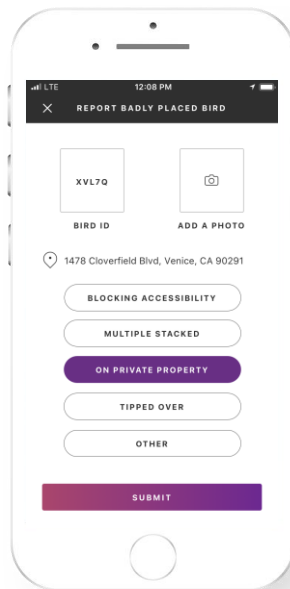 LTE 12:08 PM
REPORT BADLY PLACED BIRD
XVL7Q
BIRD ID
ADD A PHOTO
1478 Cloverfield Blvd, Venice, CA 90291
BLOCKING ACCESSIBILITY
MULTIPLE STACKED
ON PRIVATE PROPERTY
TIPPED OVER
OTHER
SUBMIT